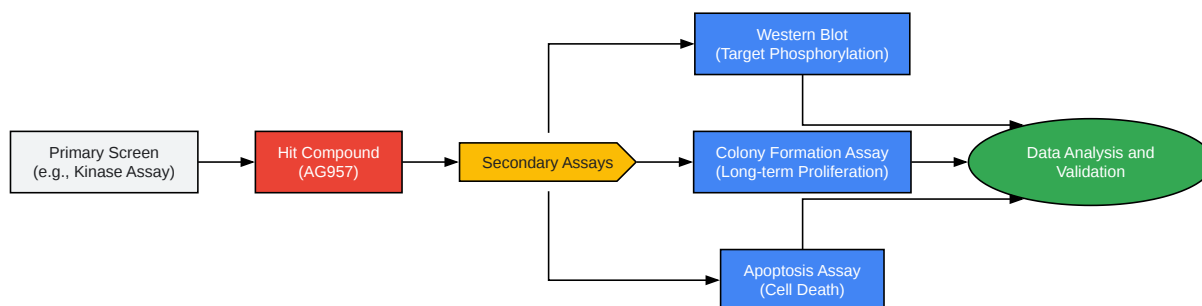 Primary Screen
(e.g., Kinase Assay)
Hit Compound
(AG957)
Secondary Assays
Western Blot
(Target Phosphorylation)
Colony Formation Assay
(Long-term Proliferation)
Apoptosis Assay
(Cell Death)
Data Analysis and
Validation